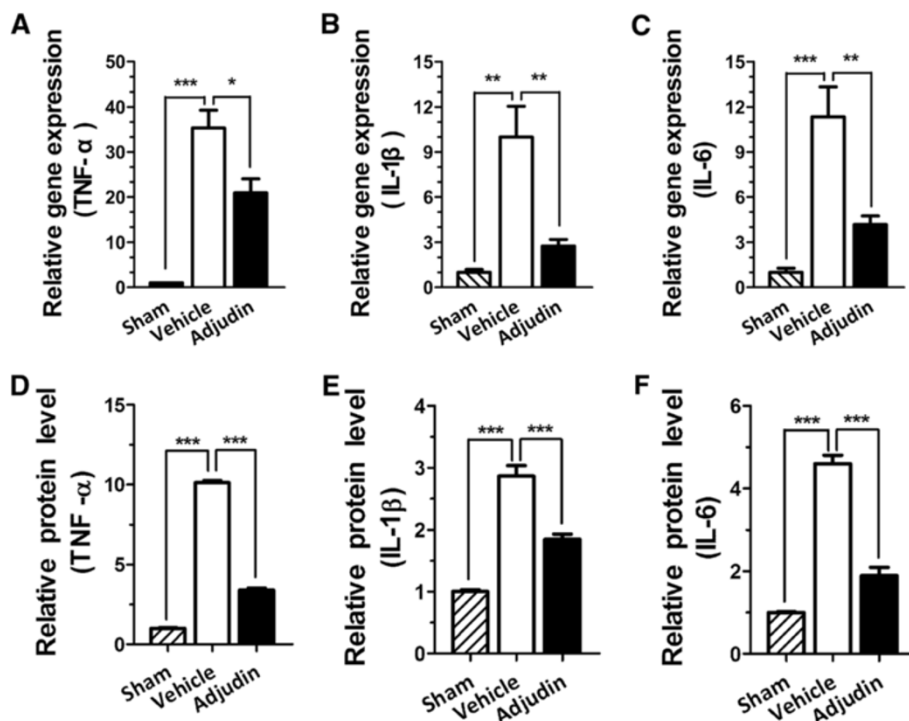 A
Relative gene expression
(TNF-α)
50
40
30
20
10
0
***
*
Sham
Vehicle
Adjudin
B
Relative gene expression
(IL-1β)
15
12
9
6
3
0
**
**
Sham
Vehicle
Adjudin
C
Relative gene expression
(IL-6)
15
12
9
6
3
0
***
**
Sham
Vehicle
Adjudin
D
Relative protein level
(TNF -α)
15
10
5
0
***
***
Sham
Vehicle
Adjudin
E
Relative protein level
(IL-1β)
4
3
2
1
0
***
***
Sham
Vehicle
Adjudin
F
Relative protein level
(IL-6)
6
4
2
0
***
***
Sham
Vehicle
Adjudin